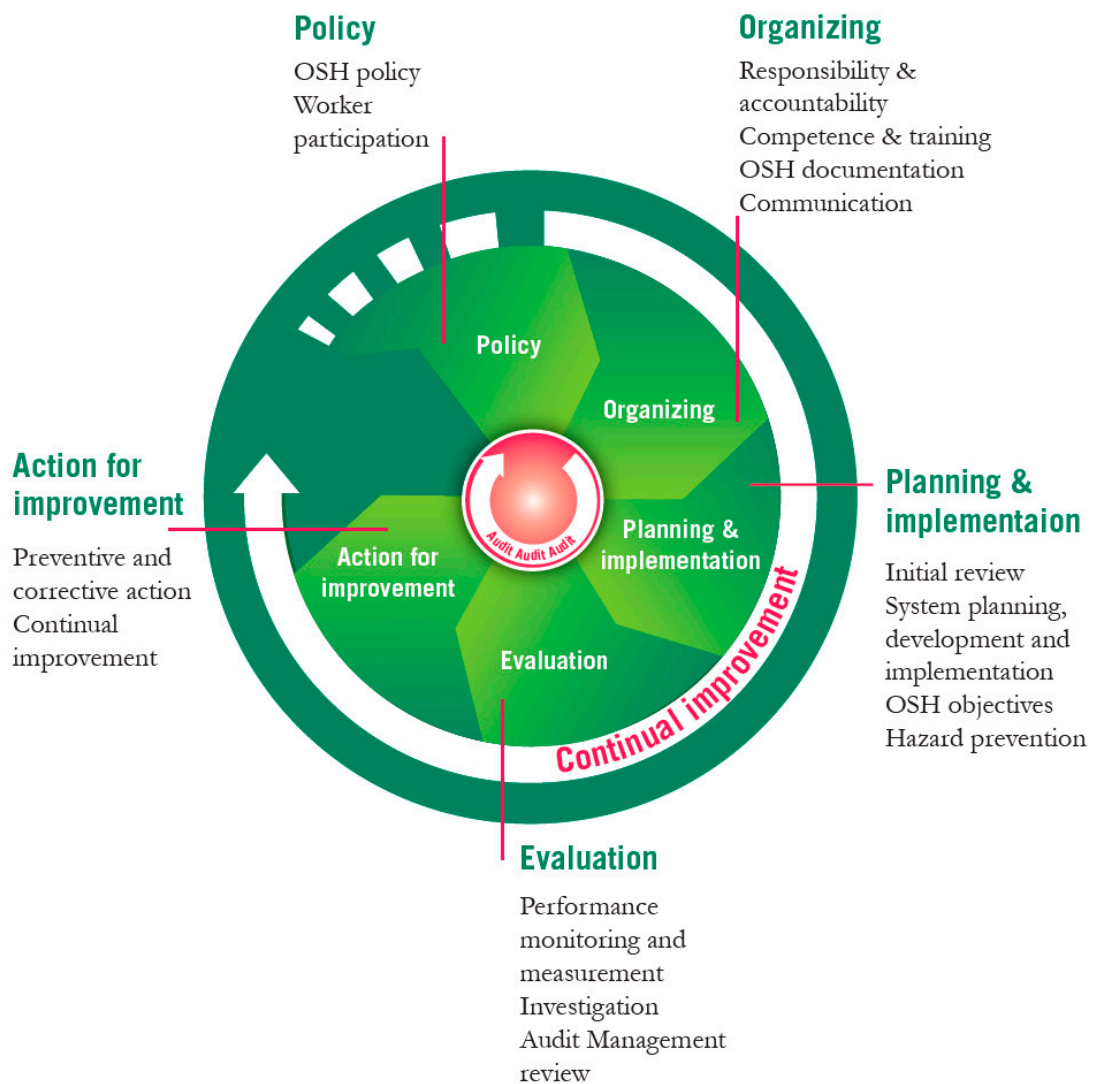 Policy
OSH policy
Worker
participation
Organizing
Responsibility &
accountability
Competence & training
OSH documentation
Communication
Policy
Organizing
Planning &
implementation
Evaluation
Action for
improvement
Audit Audit Audit
Continual improvement
Action for
improvement
Preventive and
corrective action
Continual
improvement
Planning &
implementaion
Initial review
System planning,
development and
implementation
OSH objectives
Hazard prevention
Evaluation
Performance
monitoring and
measurement
Investigation
Audit Management
review